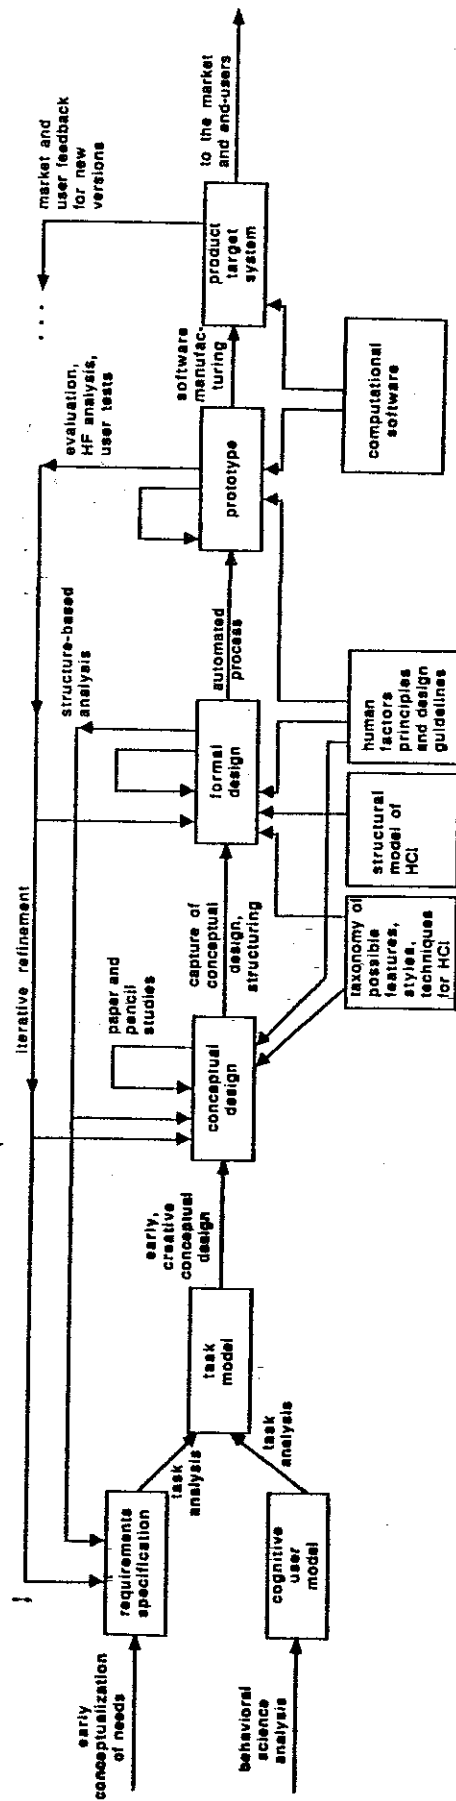 early
conceptualization
of needs
requirements
specification
behavioral
science
analysis
cognitive
user
model
task
analysis
task
analysis
task
model
early,
creative
conceptual
design
conceptual
design
paper and
pencil
studies
iterative refinement
capture of
conceptual
design,
structuring
formal
design
structure-based
analysis
taxonomy of
possible
features,
styles,
techniques
for HCI
structural
model of
HCI
human
factors
principles
and design
guidelines
automated
process
prototype
evaluation,
HF analysis,
user tests
software
manufac-
turing
computational
software
product
target
system
. . .
market and
user feedback
for new
versions
to the market
and end-users